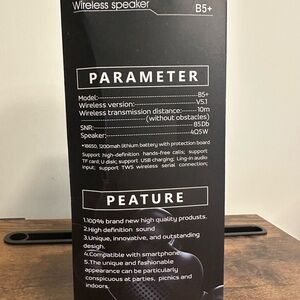 Wireless speaker B5+
PARAMETER
Model: B5+
Wireless version: V5.1
Wireless transmission distance: 10m
(without obstacles)
SNR: 85Db
Speaker: 4Ω5W
*18650, 1200mah lithium battery with protection board
Support high-definition hands-free calls; support
TF card; U disk; support USB charging; Ling-in audio
input; support TWS wireless serial connection;
PEATURE
1.100% brand new high quality products.
2.High definition sound
3.Unique, innovative, and outstanding
desigh.
4.Compatible with smartphone
5.The unique and fashionable
appearance can be particularly
conspicuous at parties, picnics and
indoors.